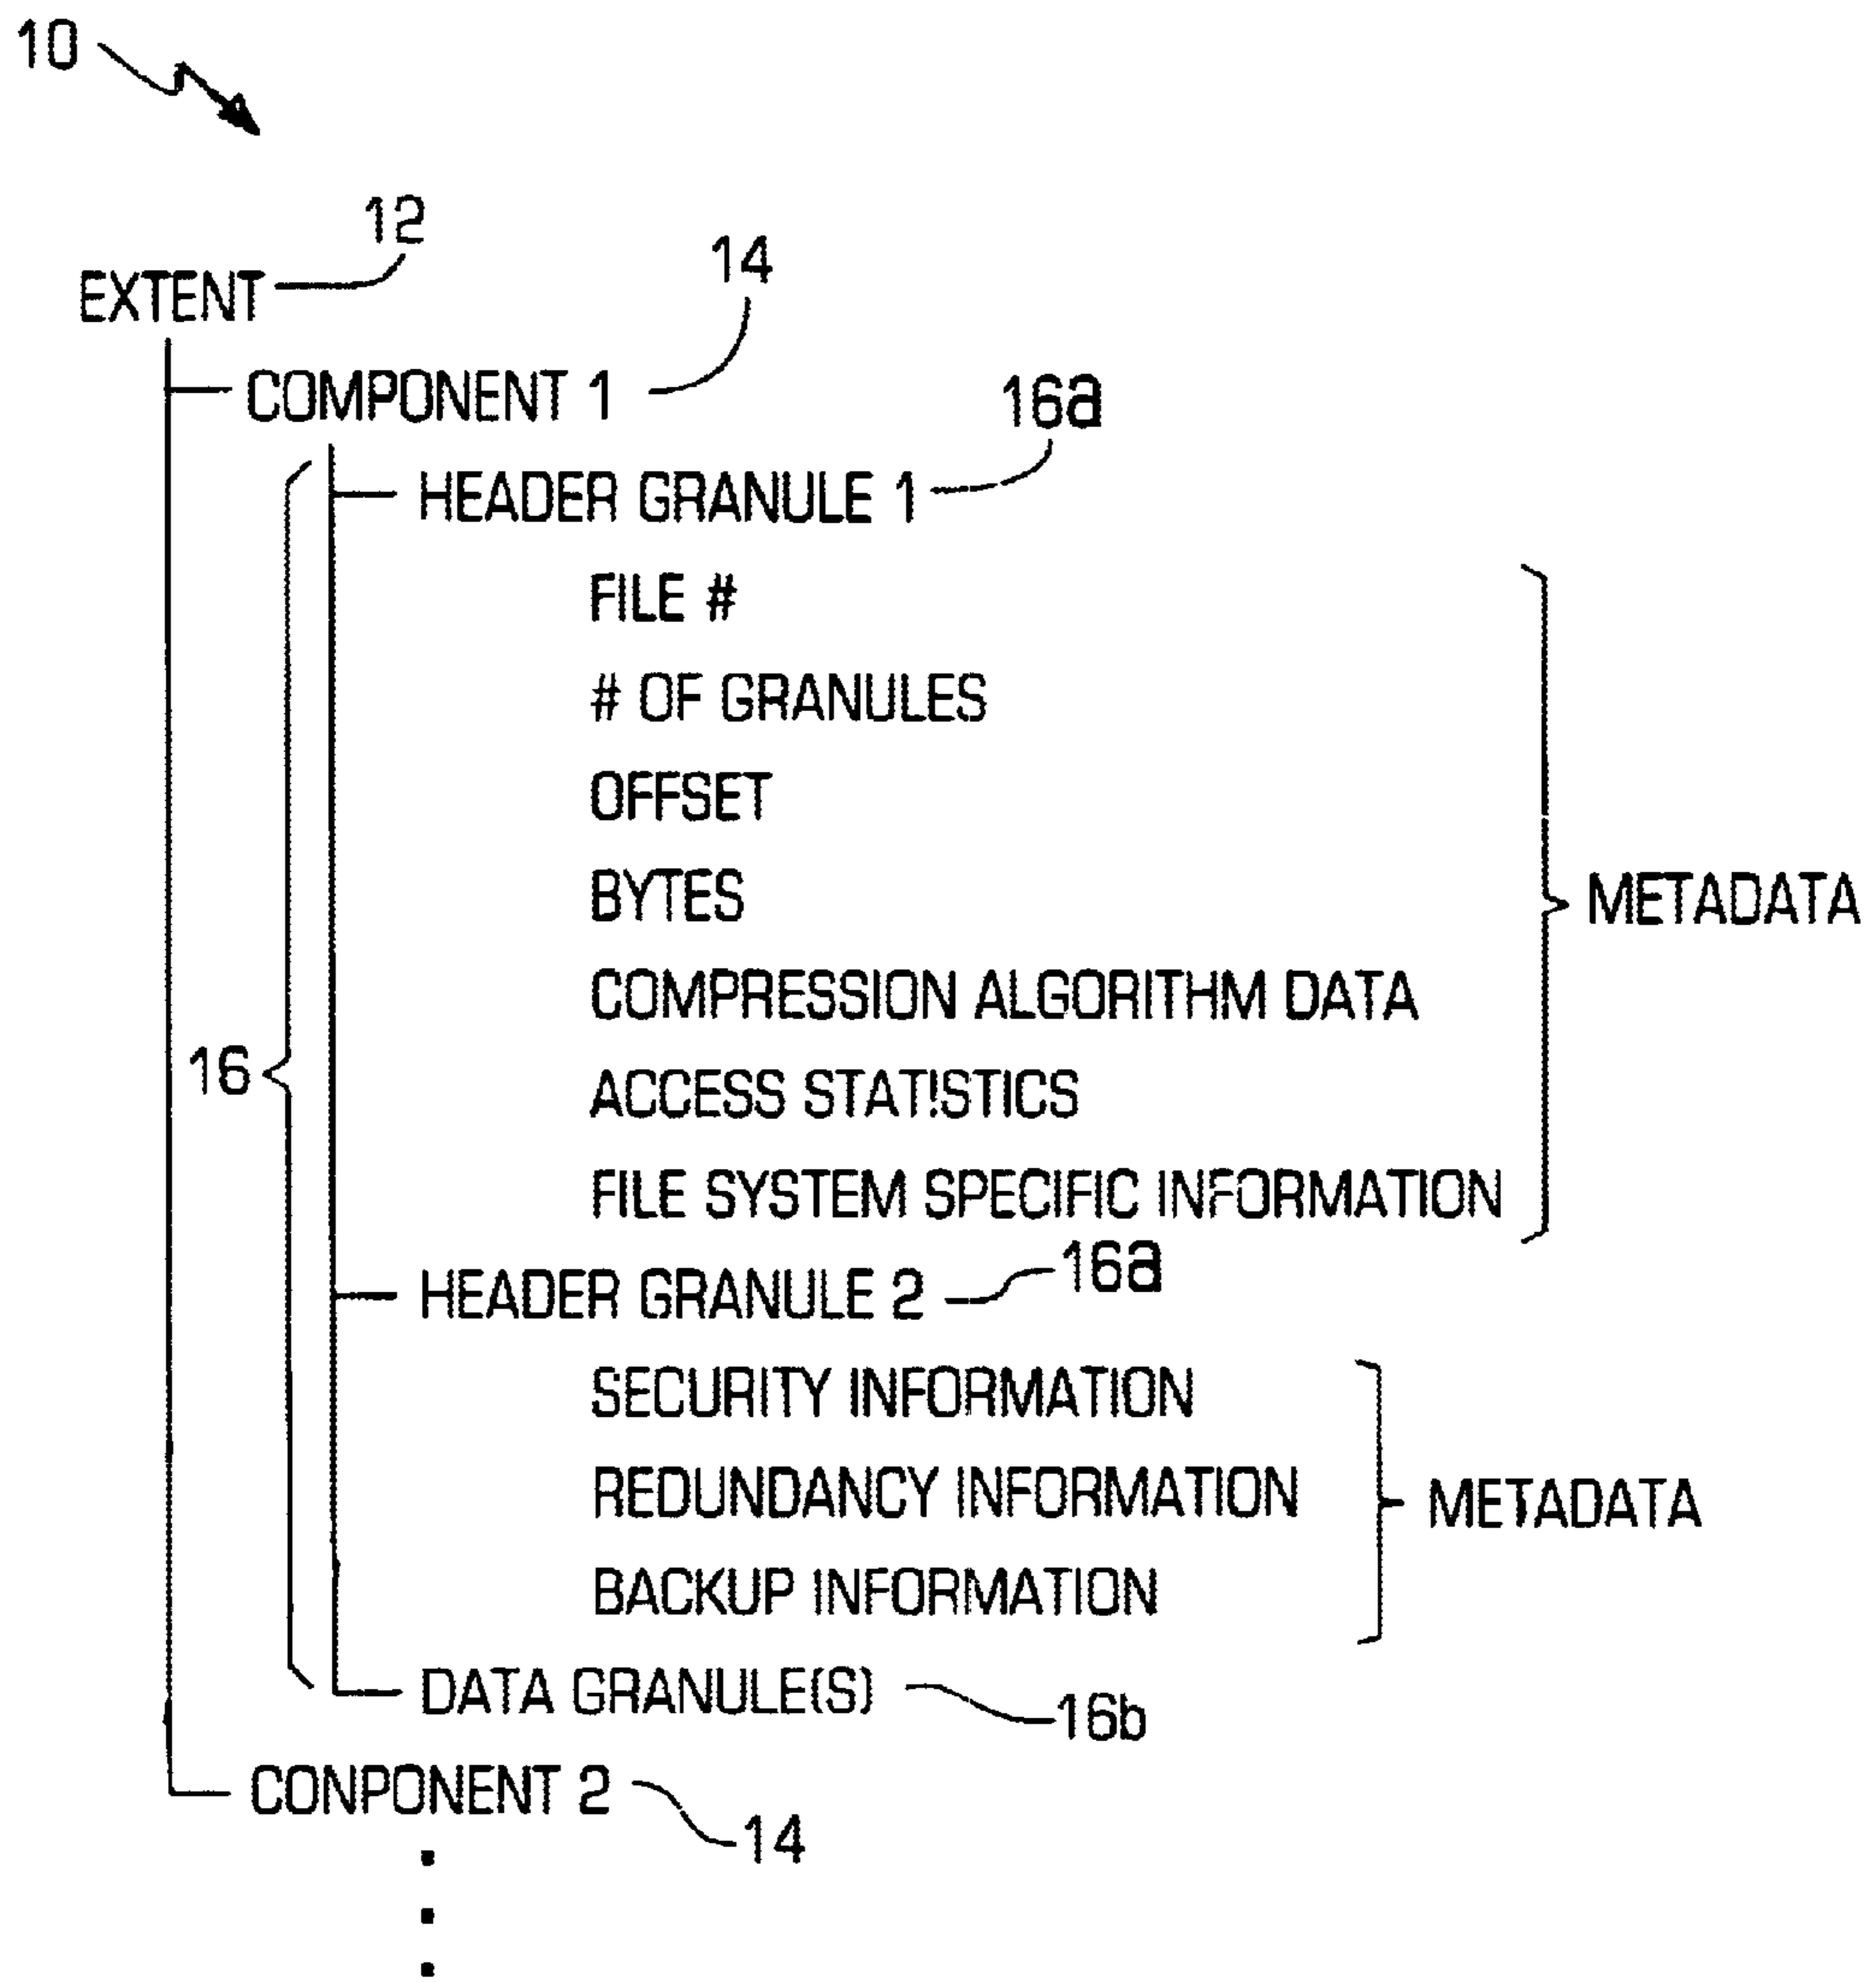 10
12
EXTENT
14
COMPONENT 1
16a
HEADER GRANULE 1
FILE #
# OF GRANULES
OFFSET
BYTES
METADATA
COMPRESSION ALGORITHM DATA
16
ACCESS STATISTICS
FILE SYSTEM SPECIFIC INFORMATION
16a
HEADER GRANULE 2
SECURITY INFORMATION
REDUNDANCY INFORMATION
METADATA
BACKUP INFORMATION
DATA GRANULE(S)
16b
CONPONENT 2
14